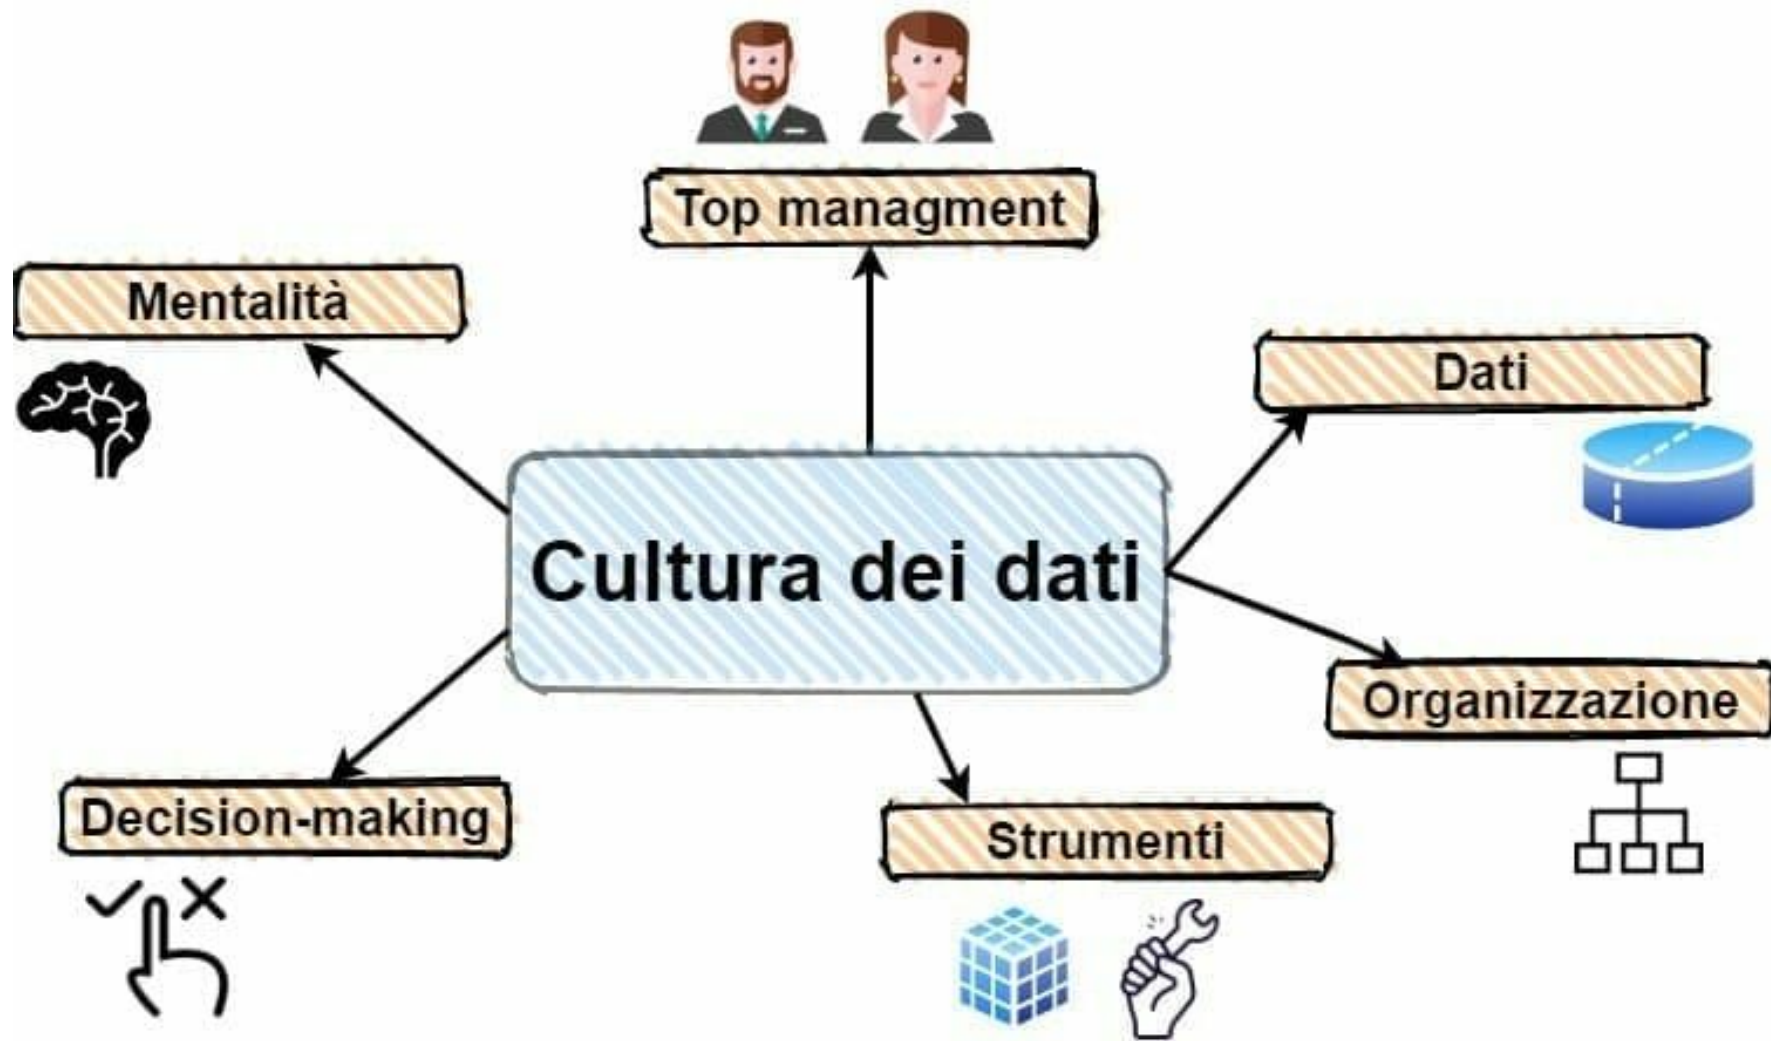 Top managment
Mentalità
Dati
Cultura dei dati
Organizzazione
Decision-making
Strumenti